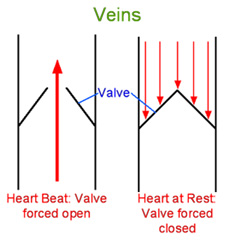 Veins
Valve
Heart Beat: Valve
forced open
Heart at Rest:
Valve forced
closed